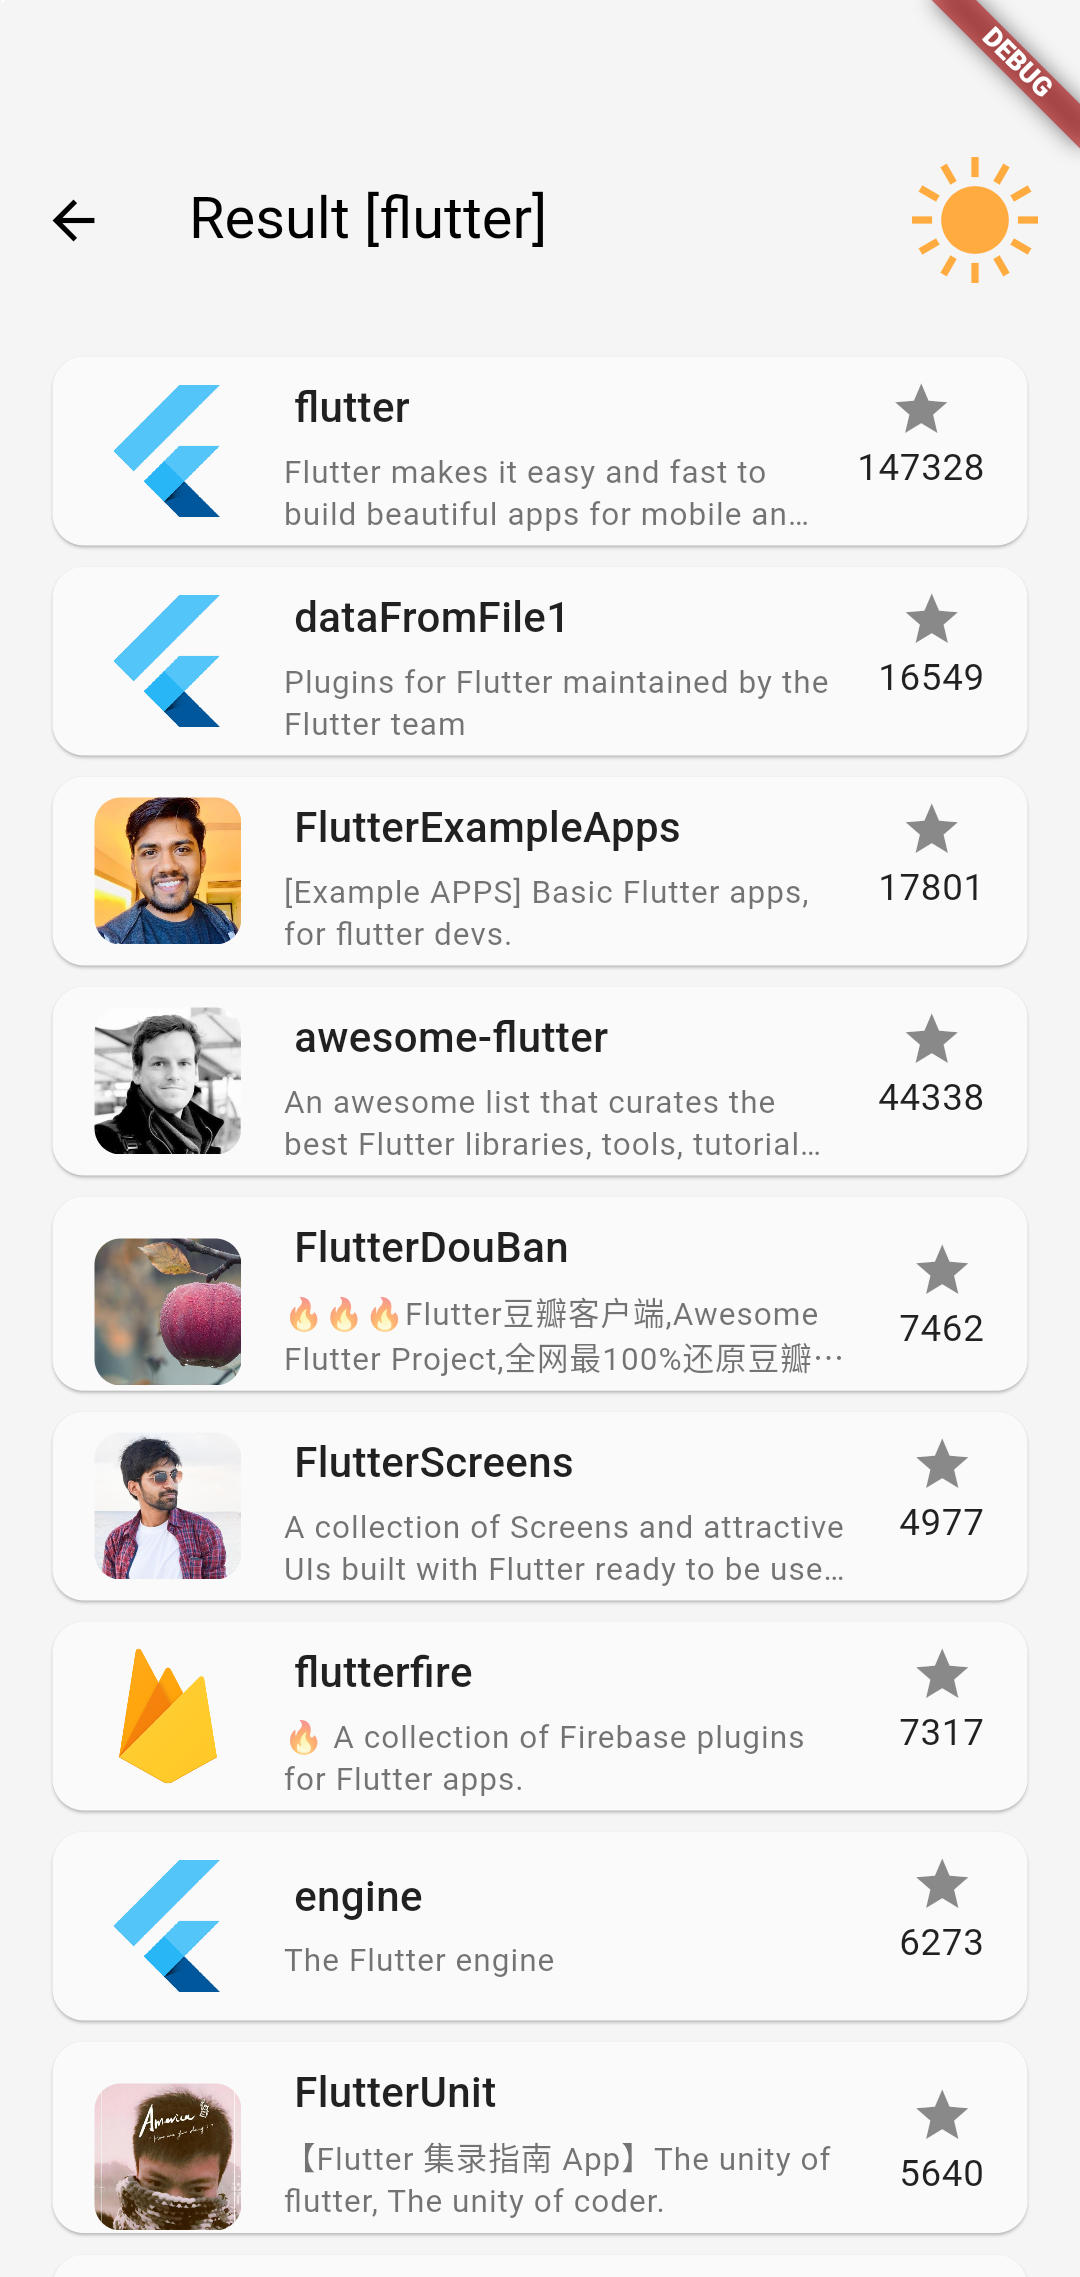 DEBUG
Result [flutter]
flutter
147328
Flutter makes it easy and fast to
build beautiful apps for mobile an…
dataFromFile1
16549
Plugins for Flutter maintained by the
Flutter team
FlutterExampleApps
17801
[Example APPS] Basic Flutter apps,
for flutter devs.
awesome-flutter
44338
An awesome list that curates the
best Flutter libraries, tools, tutorial…
FlutterDouBan
7462
🔥🔥🔥Flutter豆瓣客户端,Awesome
Flutter Project,全网最100%还原豆瓣…
FlutterScreens
4977
A collection of Screens and attractive
UIs built with Flutter ready to be use…
flutterfire
7317
🔥 A collection of Firebase plugins
for Flutter apps.
engine
6273
The Flutter engine
FlutterUnit
5640
【Flutter 集录指南 App】The unity of
flutter, The unity of coder.
America